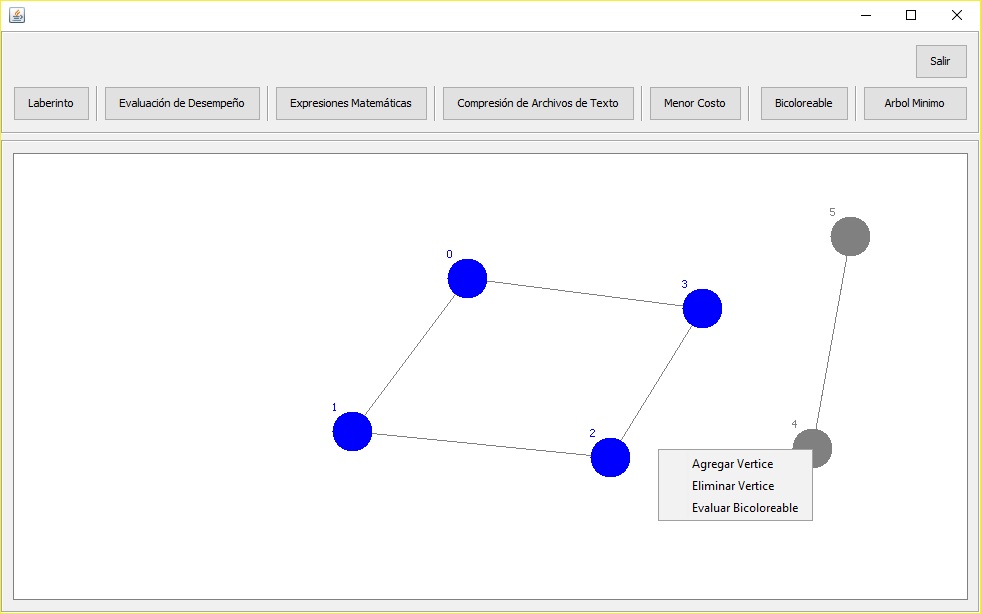 Salir
Laberinto
Evaluación de Desempeño
Expresiones Matemáticas
Compresión de Archivos de Texto
Menor Costo
Bicoloreable
Arbol Minimo
5
0
3
1
2
4
Agregar Vertice
Eliminar Vertice
Evaluar Bicoloreable